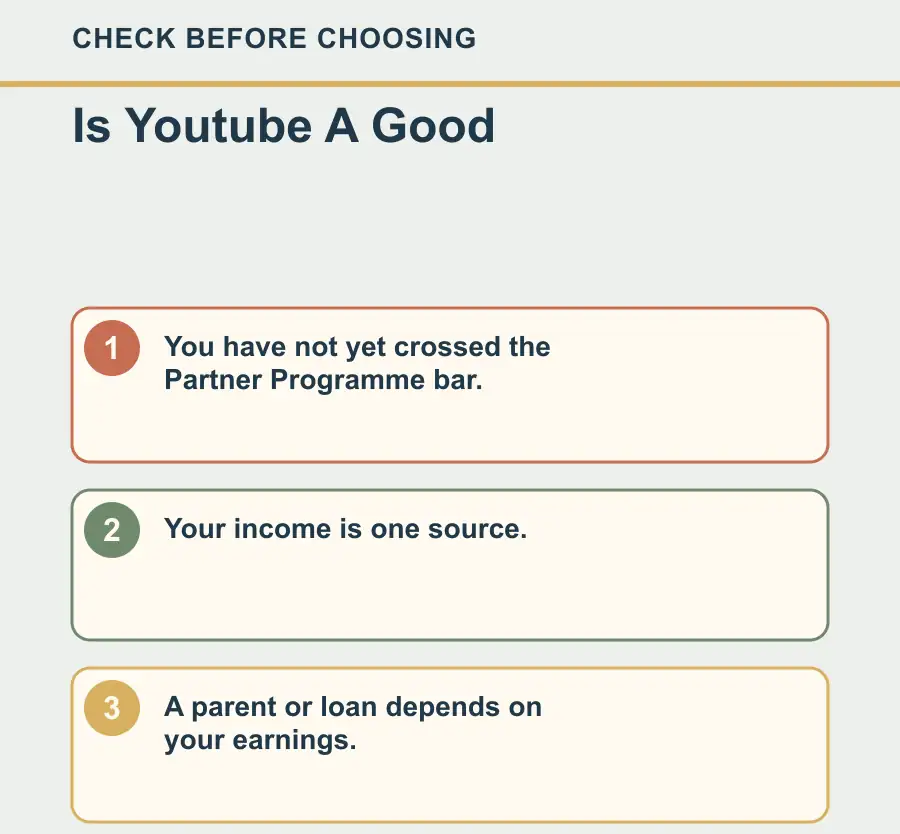 CHECK BEFORE CHOOSING
Is Youtube A Good
1
You have not yet crossed the
Partner Programme bar.
2
Your income is one source.
3
A parent or loan depends on
your earnings.